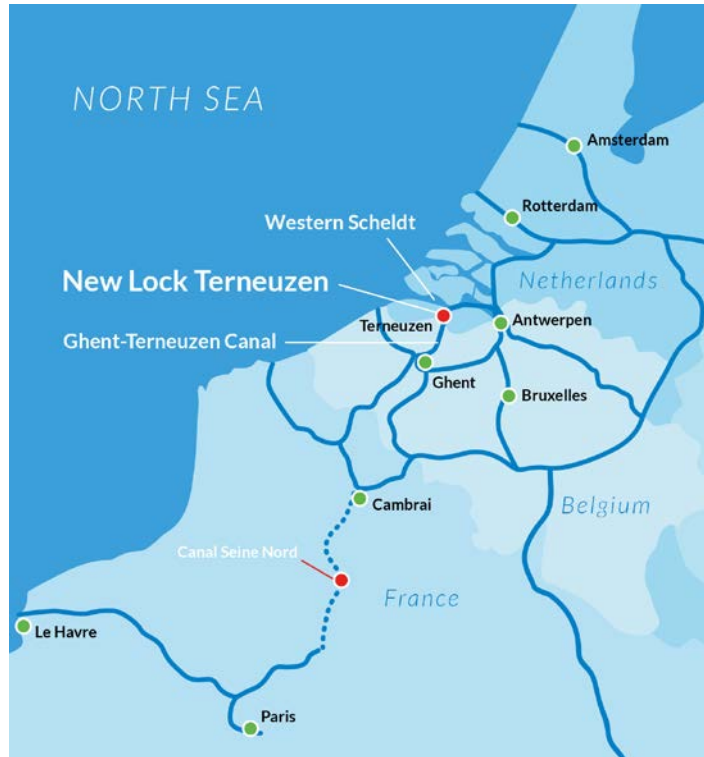 NORTH SEA
Amsterdam
Rotterdam
Western Scheldt
New Lock Terneuzen
Netherlands
Terneuzen
Antwerpen
Ghent-Terneuzen Canal
Ghent
Bruxelles
Cambrai
Belgium
Canal Seine Nord
France
Le Havre
Paris